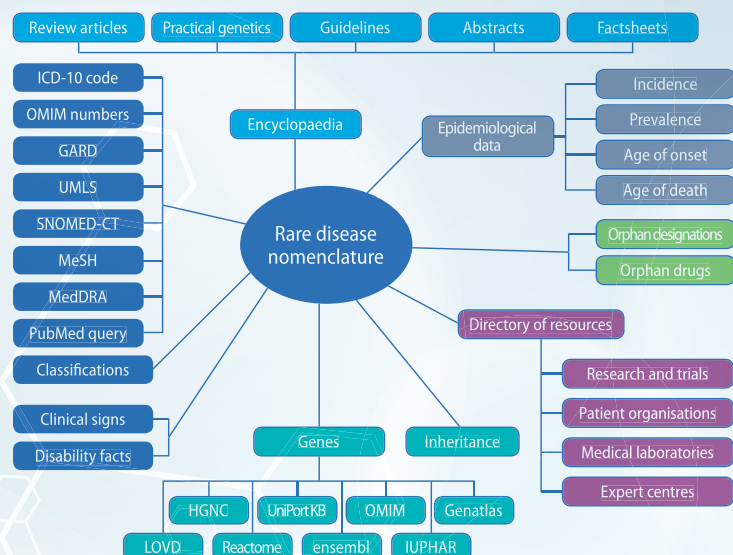 Review articles
Practical genetics
Guidelines
Abstracts
Factsheets
ICD-10 code
OMIM numbers
GARD
UMLS
SNOMED-CT
MeSH
MedDRA
PubMed query
Classifications
Clinical signs
Disability facts
Encyclopaedia
Rare disease
nomenclature
Epidemiological
data
Incidence
Prevalence
Age of onset
Age of death
Orphan designations
Orphan drugs
Directory of resources
Research and trials
Patient organisations
Medical laboratories
Expert centres
Genes
Inheritance
HGNC
UniPort KB
OMIM
Genatlas
LOVD
Reactome
ensembl
IUPHAR